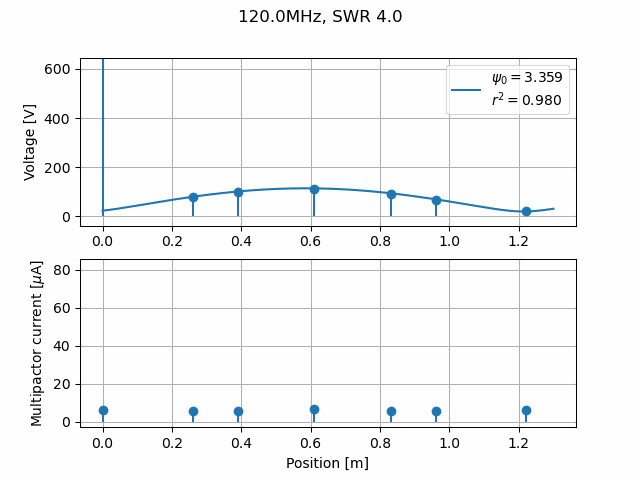 120.0MHz, SWR 4.0
600
400
200
0
Voltage [V]
ψ₀ = 3.359
r² = 0.980
0.0 0.2 0.4 0.6 0.8 1.0 1.2
80
60
40
20
0
Multipactor current [μA]
0.0 0.2 0.4 0.6 0.8 1.0 1.2
Position [m]